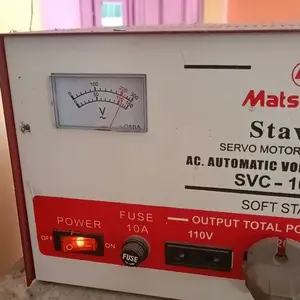 Mats
Stav
SERVO MOTOR
AC. AUTOMATIC VO
SVC - 1
SOFT STA
V
~
POWER
OFF
ON
FUSE
10A
FUSE
OUTPUT TOTAL PO
110V